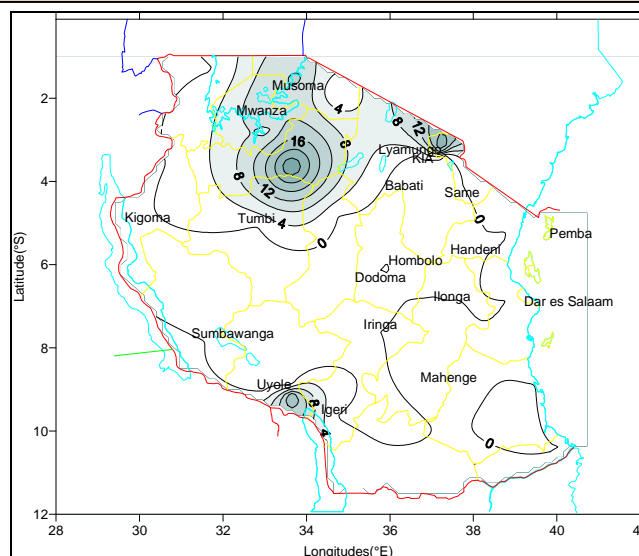 Musoma
2
Mwanza
4
8
12
16
8
Lyamungo
KIA
4
12
Babati
8
Same
4
0
Kigoma
Tumbi
0
Pemba
Handeni
Hombolo
6
Dodoma
Ilonga
Dar es Salaam
Iringa
Sumbawanga
8
Mahenge
Uyole
8
Igeri
4
10
0
12
28
30
32
34
36
38
40
Latitude(°S)
Longitudes(°E)